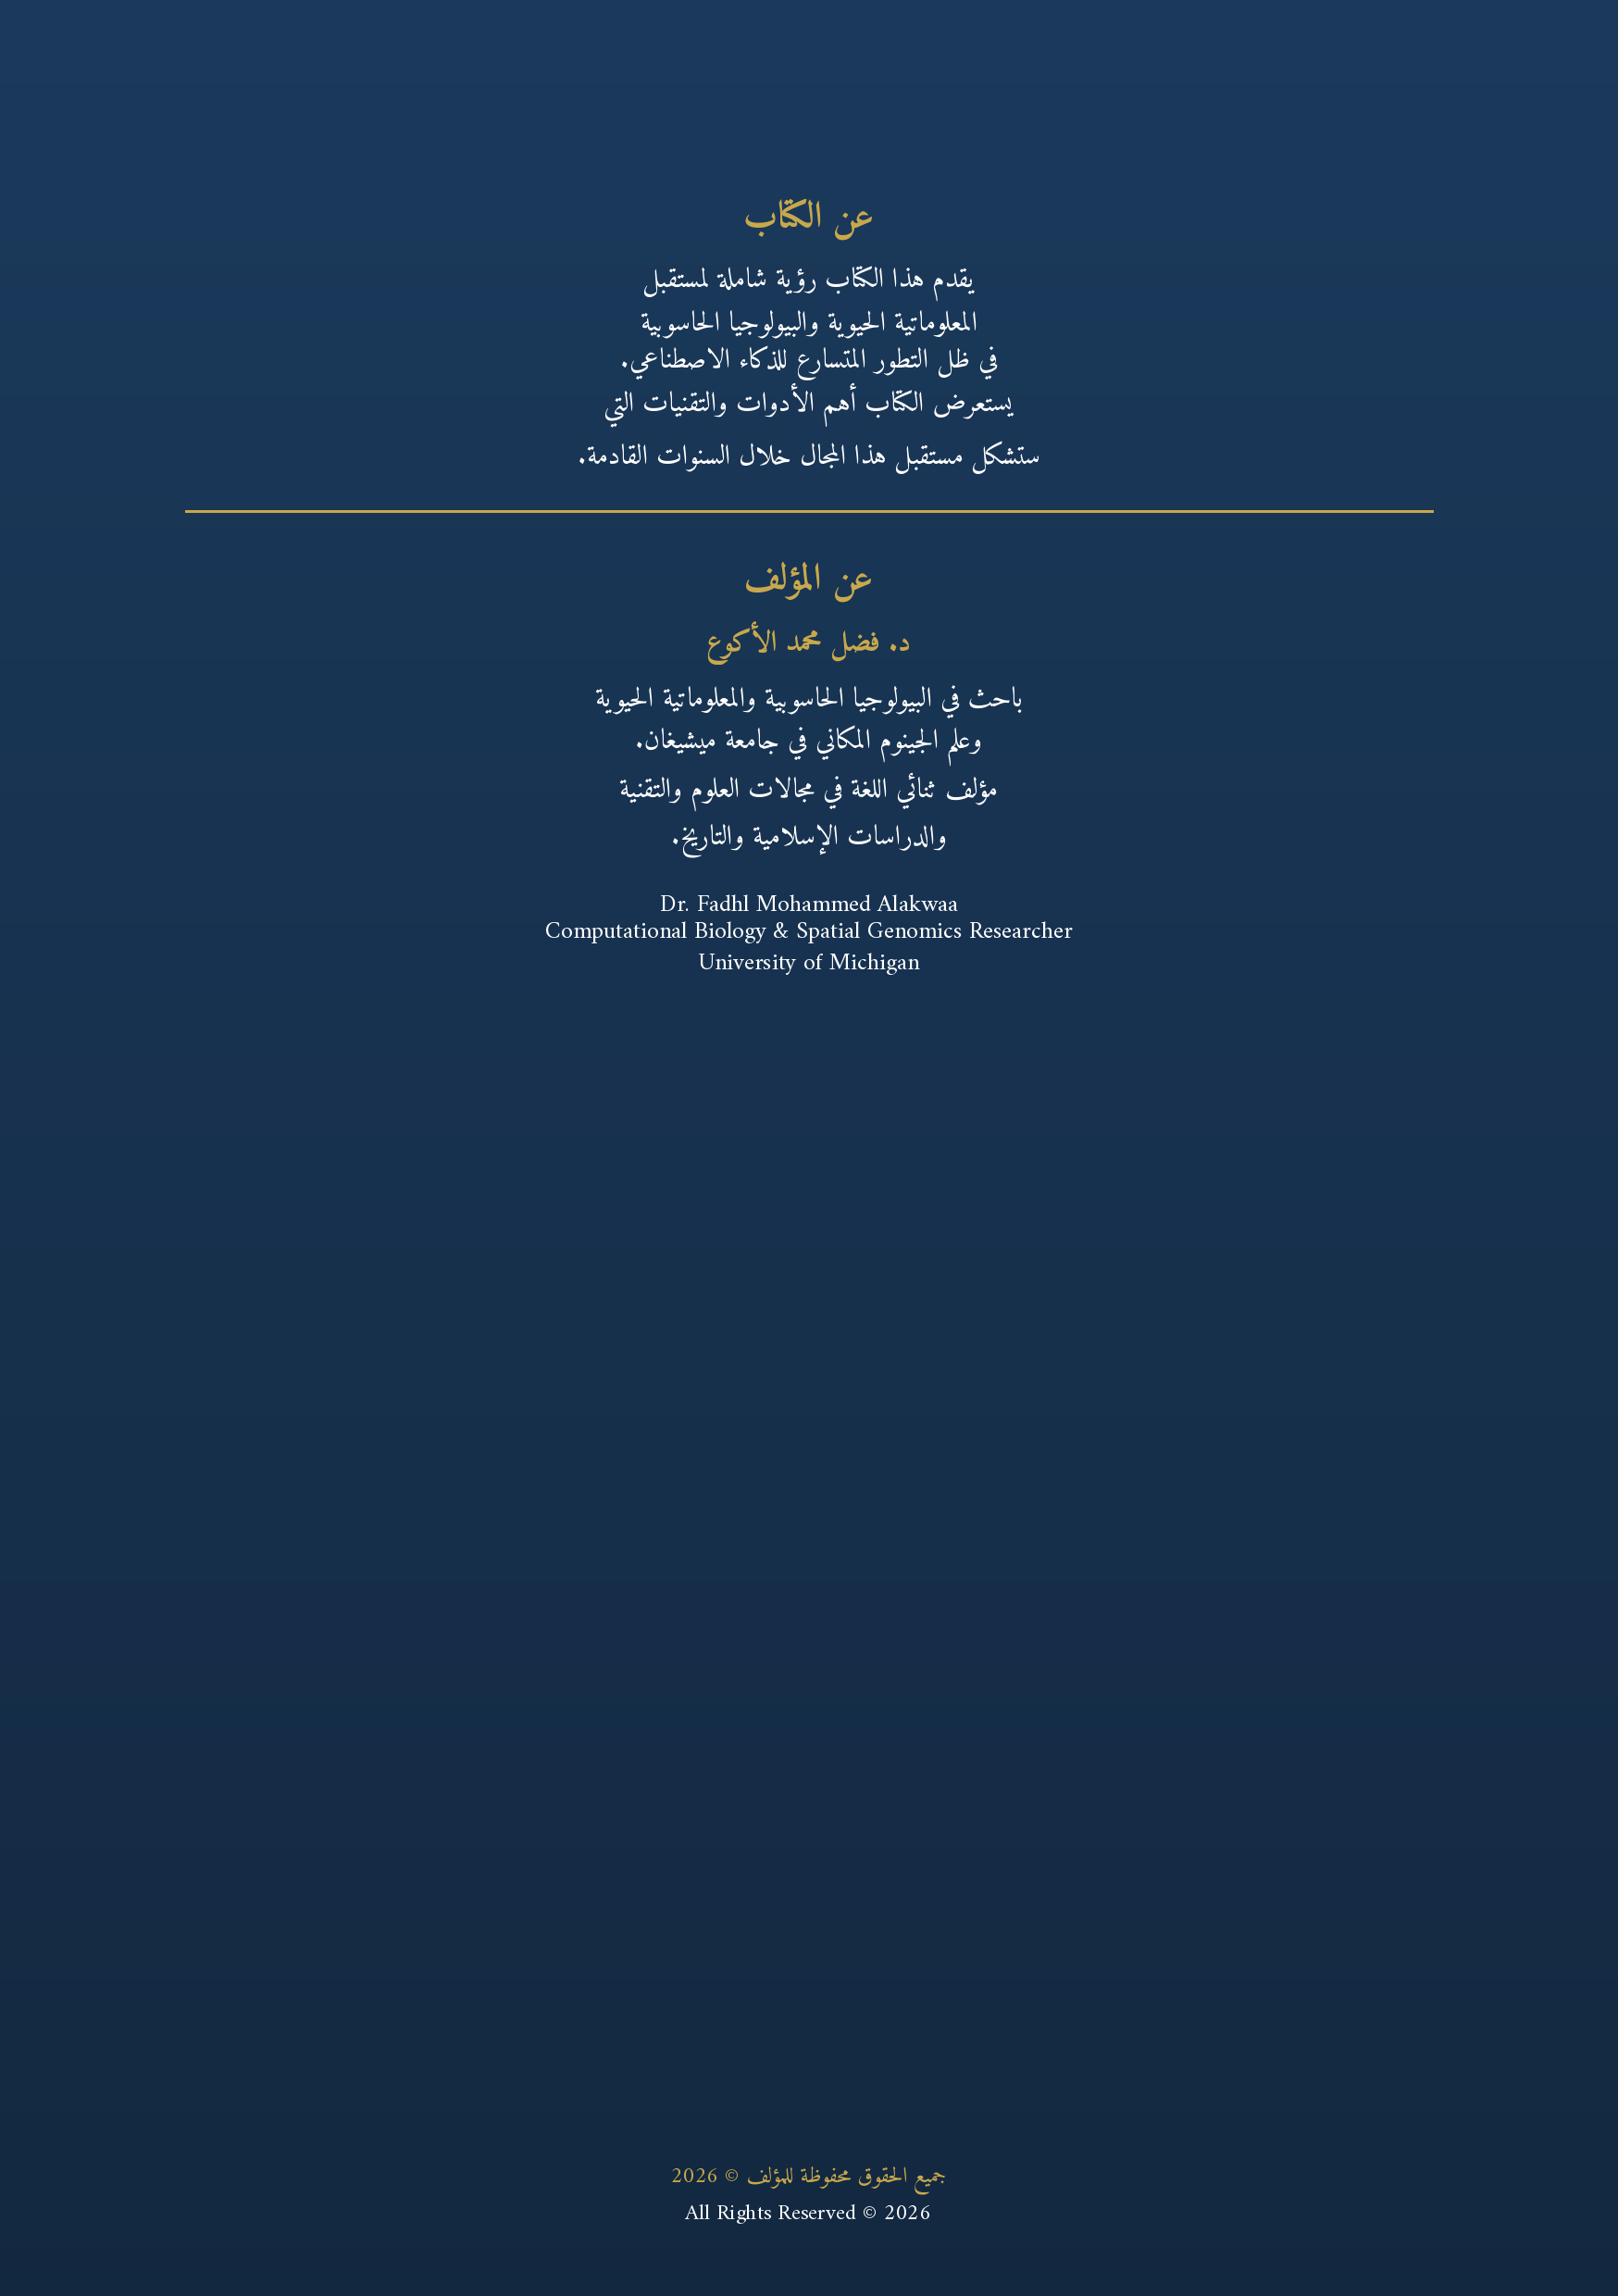 عن الكتاب
يقدم هذا الكتاب رؤية شاملة لمستقبل
المعلوماتية الحيوية والبيولوجيا الحاسوبية
في ظل التطور المتسارع للذكاء الاصطناعي.
يستعرض الكتاب أهم الأدوات والتقنيات التي
ستشكل مستقبل هذا المجال خلال السنوات القادمة.
عن المؤلف
د. فضل محمد الأكوع
باحث في البيولوجيا الحاسوبية والمعلوماتية الحيوية
وعلم الجينوم المكاني في جامعة ميشيغان.
مؤلف ثنائي اللغة في مجالات العلوم والتقنية
والدراسات الإسلامية والتاريخ.
Dr. Fadhl Mohammed Alakwaa
Computational Biology & Spatial Genomics Researcher
University of Michigan
جميع الحقوق محفوظة للمؤلف © 2026
All Rights Reserved © 2026